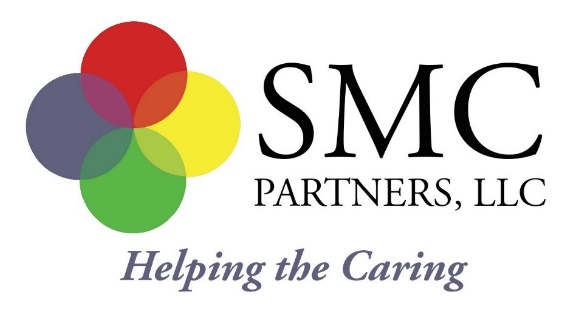 SMC
PARTNERS, LLC
Helping the Caring